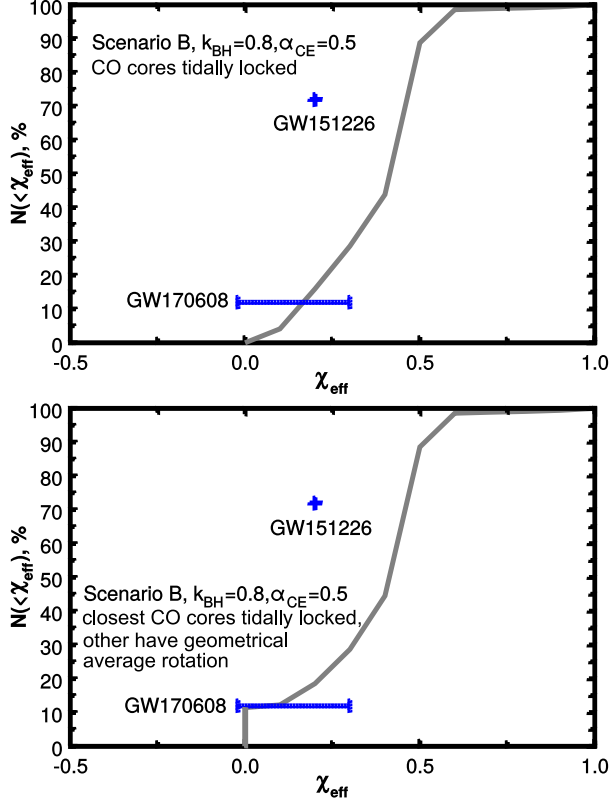 100
90
80
70
60
50
40
30
20
10
0
N(<χeff), %
Scenario B, kBH=0.8,αCE=0.5
CO cores tidally locked
GW151226
GW170608
-0.5 0.0 0.5 1.0
χeff
100
90
80
70
60
50
40
30
20
10
0
N(<χeff), %
GW151226
Scenario B, kBH=0.8,αCE=0.5
closest CO cores tidally locked,
other have geometrical
average rotation
GW170608
-0.5 0.0 0.5 1.0
χeff